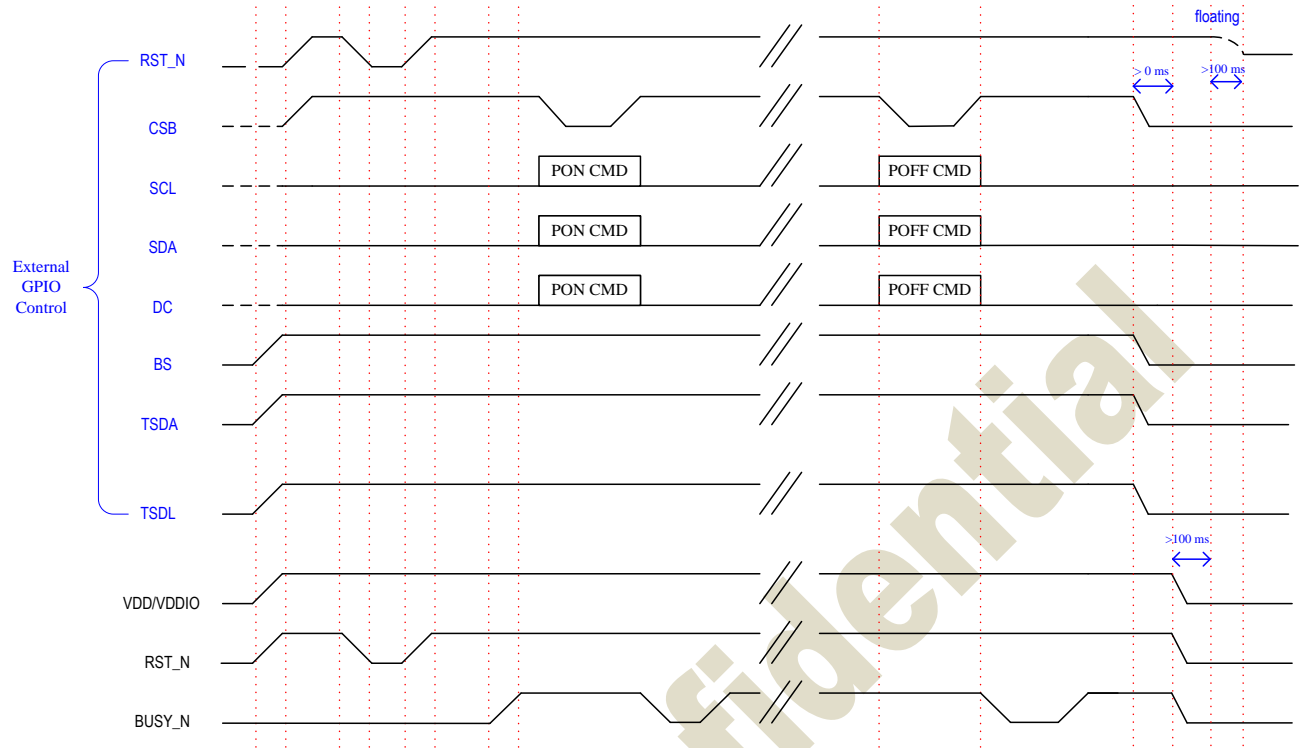 floating
RST_N
> 0 ms
>100 ms
CSB
PON CMD
POFF CMD
SCL
PON CMD
POFF CMD
SDA
External
GPIO
Control
PON CMD
POFF CMD
DC
BS
TSDA
TSDL
>100 ms
VDD/VDDIO
RST_N
BUSY_N
fidential